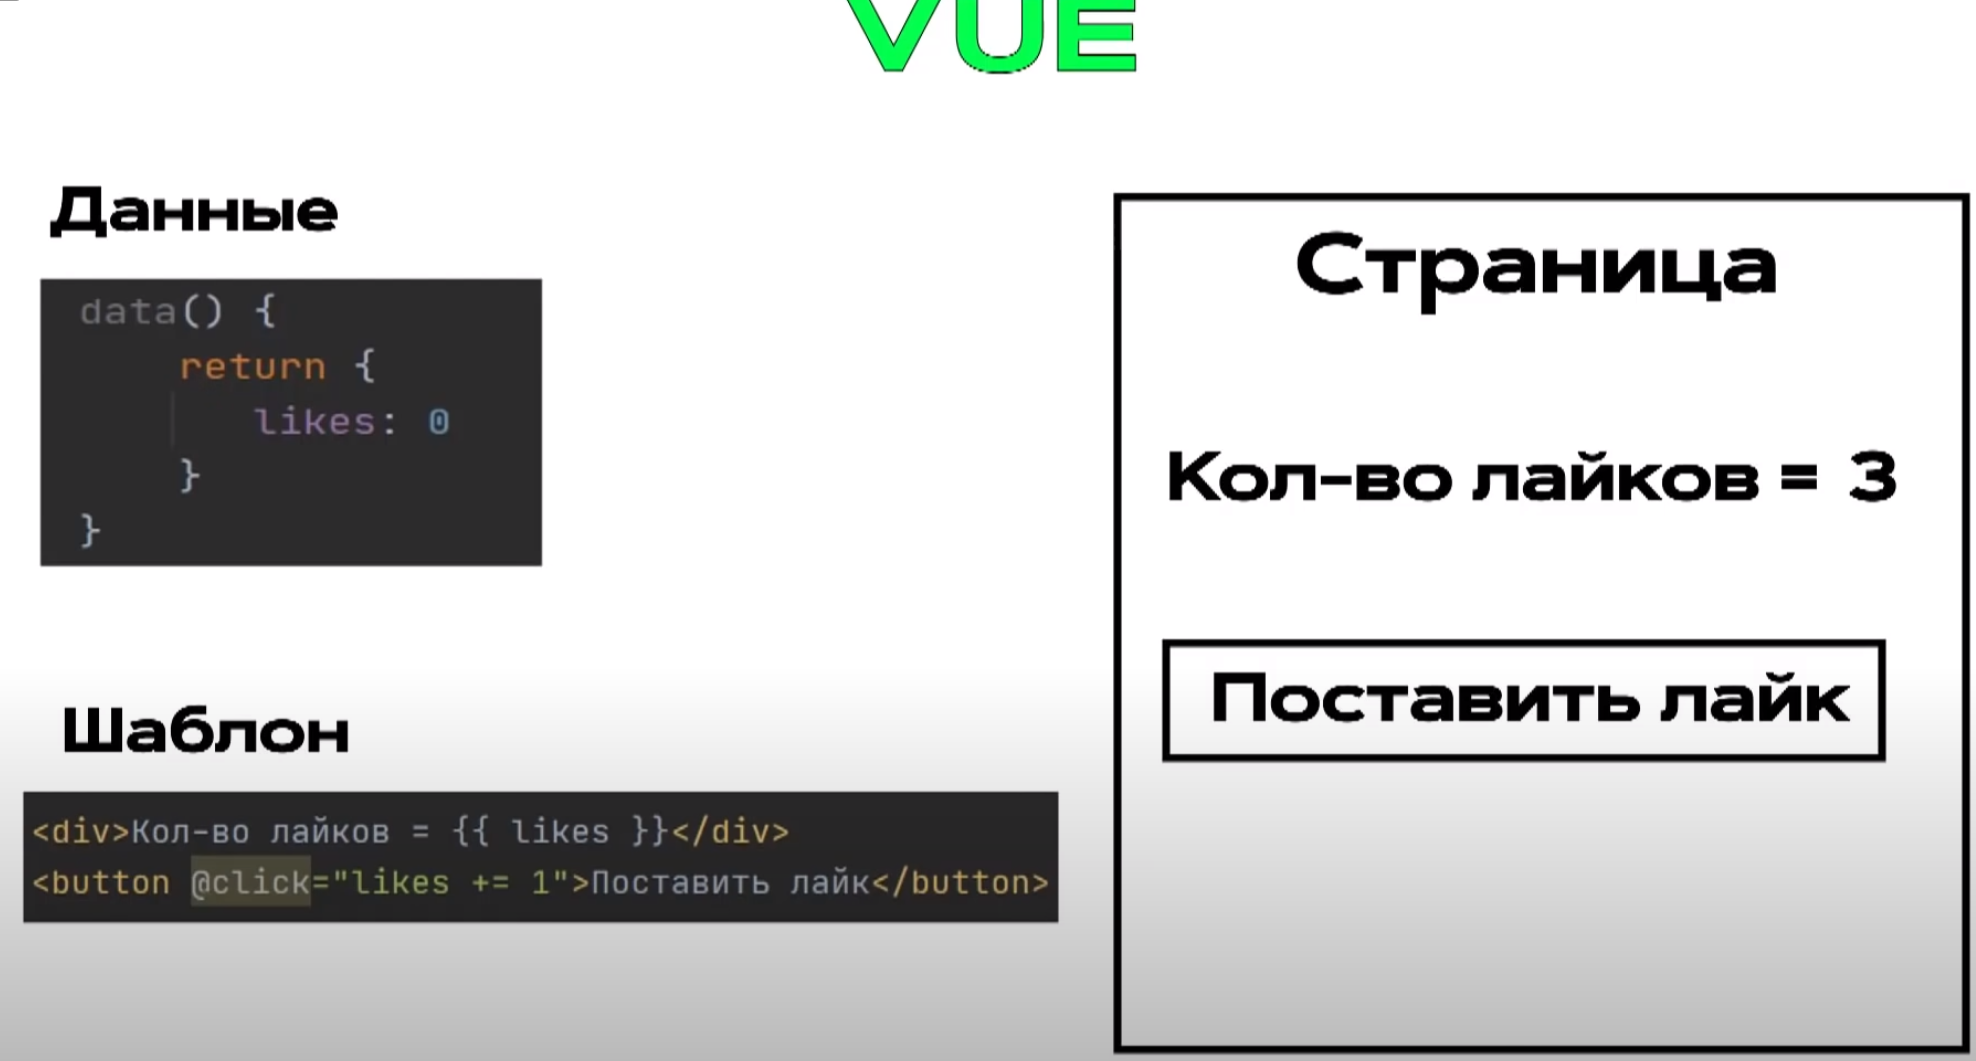 VUE
Данные
data() {
return {
likes: 0
}
}
Шаблон
<div>Кол-во лайков = {{ likes }}</div>
<button @click="likes += 1">Поставить лайк</button>
Страница
Кол-во лайков = 3
Поставить лайк